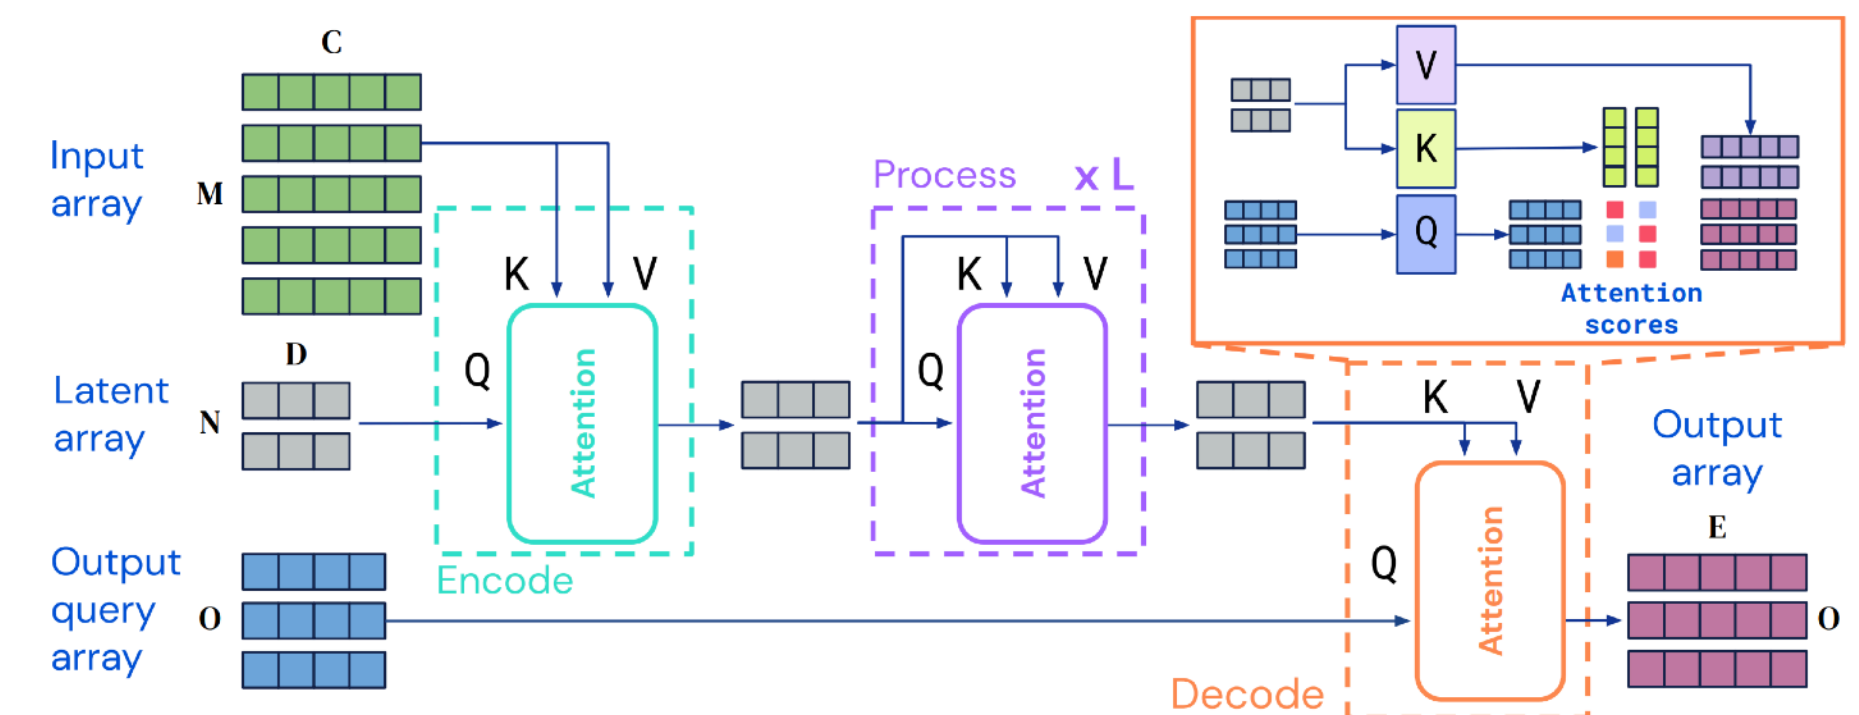 C
Input
array
M
D
Latent
array
N
Output
query
array
O
K
V
Q
Attention
Encode
Process x L
K
V
Q
Attention
V
K
Q
Attention
scores
K
V
Q
Attention
Decode
Output
array
E
O